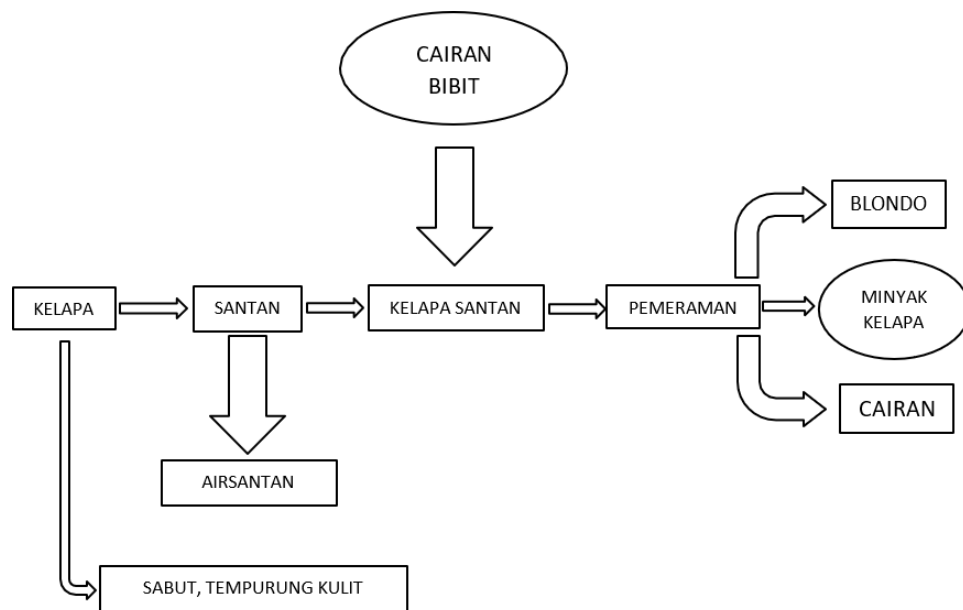 CAIRAN
BIBIT
BLONDO
KELAPA
SANTAN
KELAPA SANTAN
PEMERAMAN
MINYAK
KELAPA
CAIRAN
AIRSANTAN
SABUT, TEMPURUNG KULIT